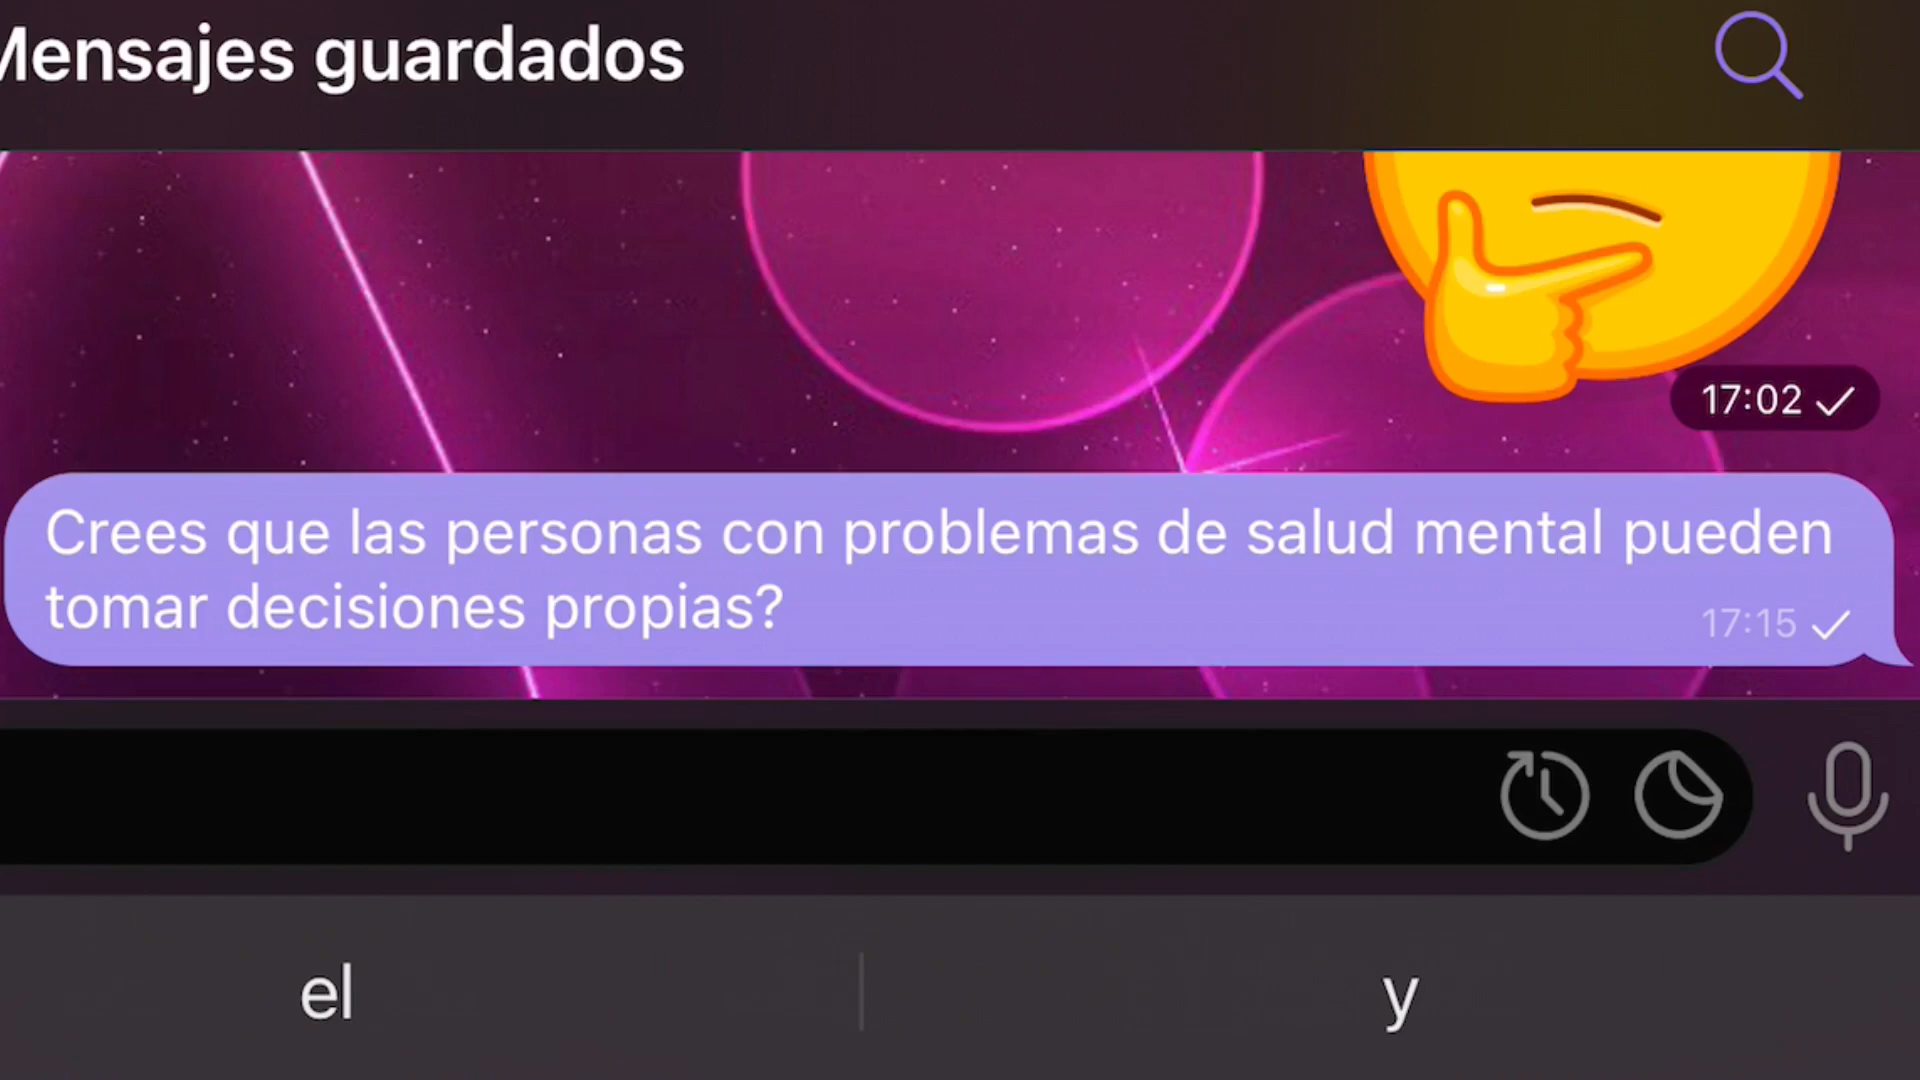 Mensajes guardados
17:02
Crees que las personas con problemas de salud mental pueden
tomar decisiones propias?
17:15
el
y